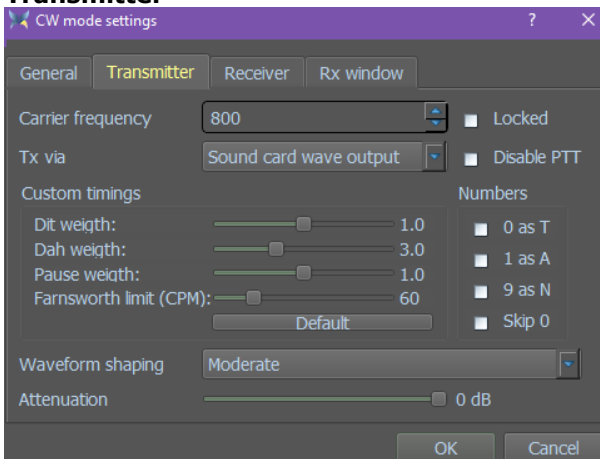 Transmitter
CW mode settings ? ×
General Transmitter Receiver Rx window
Carrier frequency 800 Locked
Tx via Sound card wave output Disable PTT
Custom timings Numbers
Dit weigth: 1.0 0 as T
Dah weigth: 3.0 1 as A
Pause weigth: 1.0 9 as N
Farnsworth limit (CPM): 60 Skip 0
Default
Waveform shaping Moderate
Attenuation 0 dB
OK Cancel